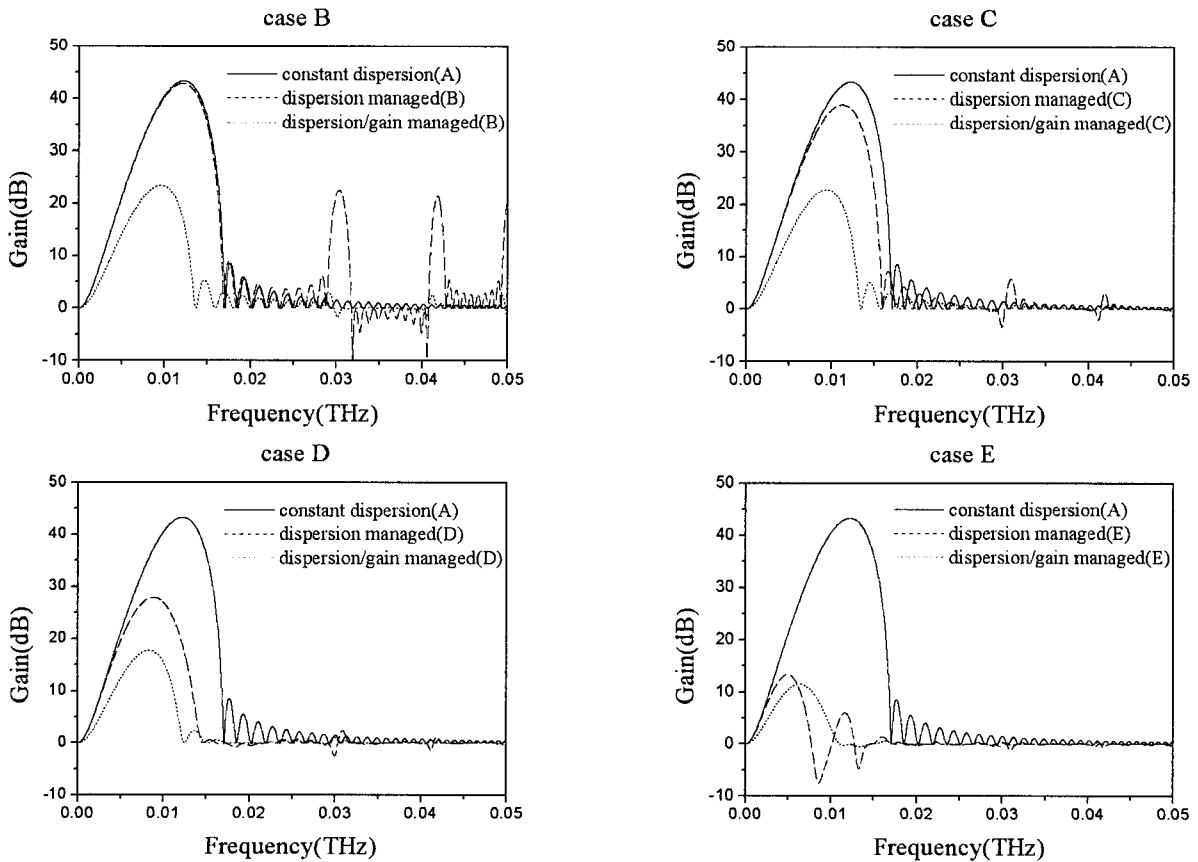 case B
50
40
30
20
10
0
-10
Gain(dB)
constant dispersion(A)
dispersion managed(B)
dispersion/gain managed(B)
0.00 0.01 0.02 0.03 0.04 0.05
Frequency(THz)
case C
50
40
30
20
10
0
-10
Gain(dB)
constant dispersion(A)
dispersion managed(C)
dispersion/gain managed(C)
0.00 0.01 0.02 0.03 0.04 0.05
Frequency(THz)
case D
50
40
30
20
10
0
-10
Gain(dB)
constant dispersion(A)
dispersion managed(D)
dispersion/gain managed(D)
0.00 0.01 0.02 0.03 0.04 0.05
Frequency(THz)
case E
50
40
30
20
10
0
-10
Gain(dB)
constant dispersion(A)
dispersion managed(E)
dispersion/gain managed(E)
0.00 0.01 0.02 0.03 0.04 0.05
Frequency(THz)